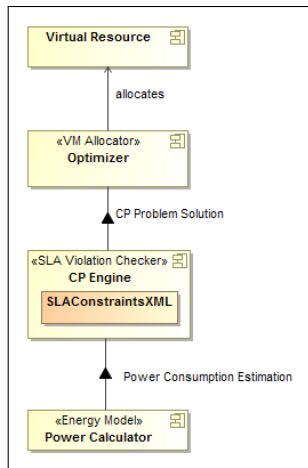 Virtual Resource
allocates
«VM Allocator»
Optimizer
CP Problem Solution
«SLA Violation Checker»
CP Engine
SLAConstraintsXML
Power Consumption Estimation
«Energy Model»
Power Calculator